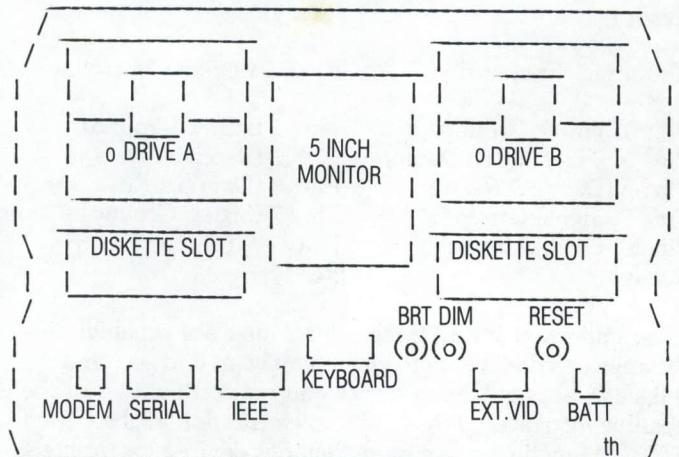 o DRIVE A
5 INCH
MONITOR
o DRIVE B
DISKETTE SLOT
DISKETTE SLOT
BRT DIM
RESET
(o)(o)
(o)
KEYBOARD
MODEM
SERIAL
IEEE
EXT.VID
BATT
th